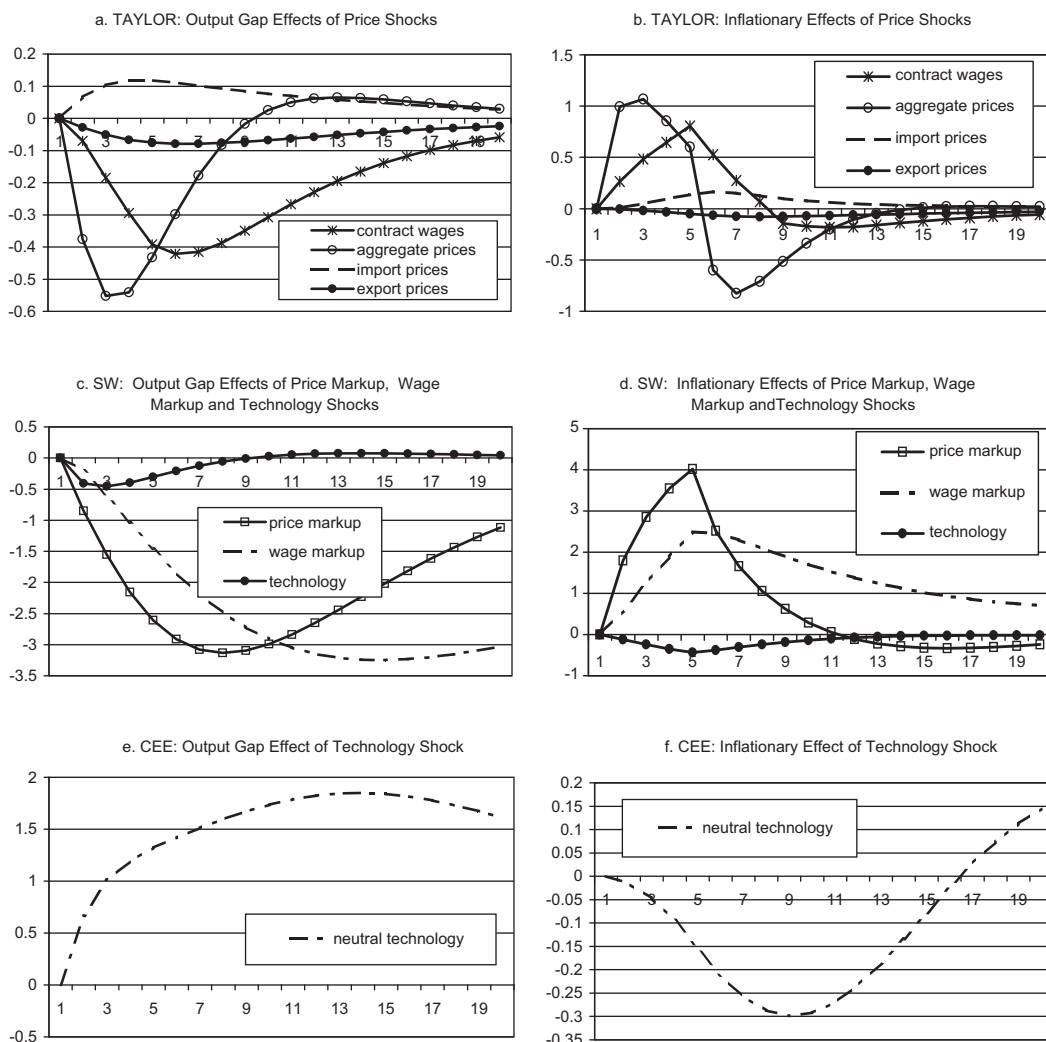 a. TAYLOR: Output Gap Effects of Price Shocks
0.2
0.1
0
-0.1
-0.2
-0.3
-0.4
-0.5
-0.6
1 3 5 7 9 11 13 15 17 19
contract wages
aggregate prices
import prices
export prices
b. TAYLOR: Inflationary Effects of Price Shocks
1.5
1
0.5
0
-0.5
-1
1 3 5 7 9 11 13 15 17 19
contract wages
aggregate prices
import prices
export prices
c. SW: Output Gap Effects of Price Markup, Wage
Markup and Technology Shocks
0.5
0
-0.5
-1
-1.5
-2
-2.5
-3
-3.5
1 3 5 7 9 11 13 15 17 19
price markup
wage markup
technology
d. SW: Inflationary Effects of Price Markup, Wage
Markup andTechnology Shocks
5
4
3
2
1
0
-1
1 3 5 7 9 11 13 15 17 19
price markup
wage markup
technology
e. CEE: Output Gap Effect of Technology Shock
2
1.5
1
0.5
0
-0.5
1 3 5 7 9 11 13 15 17 19
neutral technology
f. CEE: Inflationary Effect of Technology Shock
0.2
0.15
0.1
0.05
0
-0.05
-0.1
-0.15
-0.2
-0.25
-0.3
-0.35
1 3 5 7 9 11 13 15 17 19
neutral technology